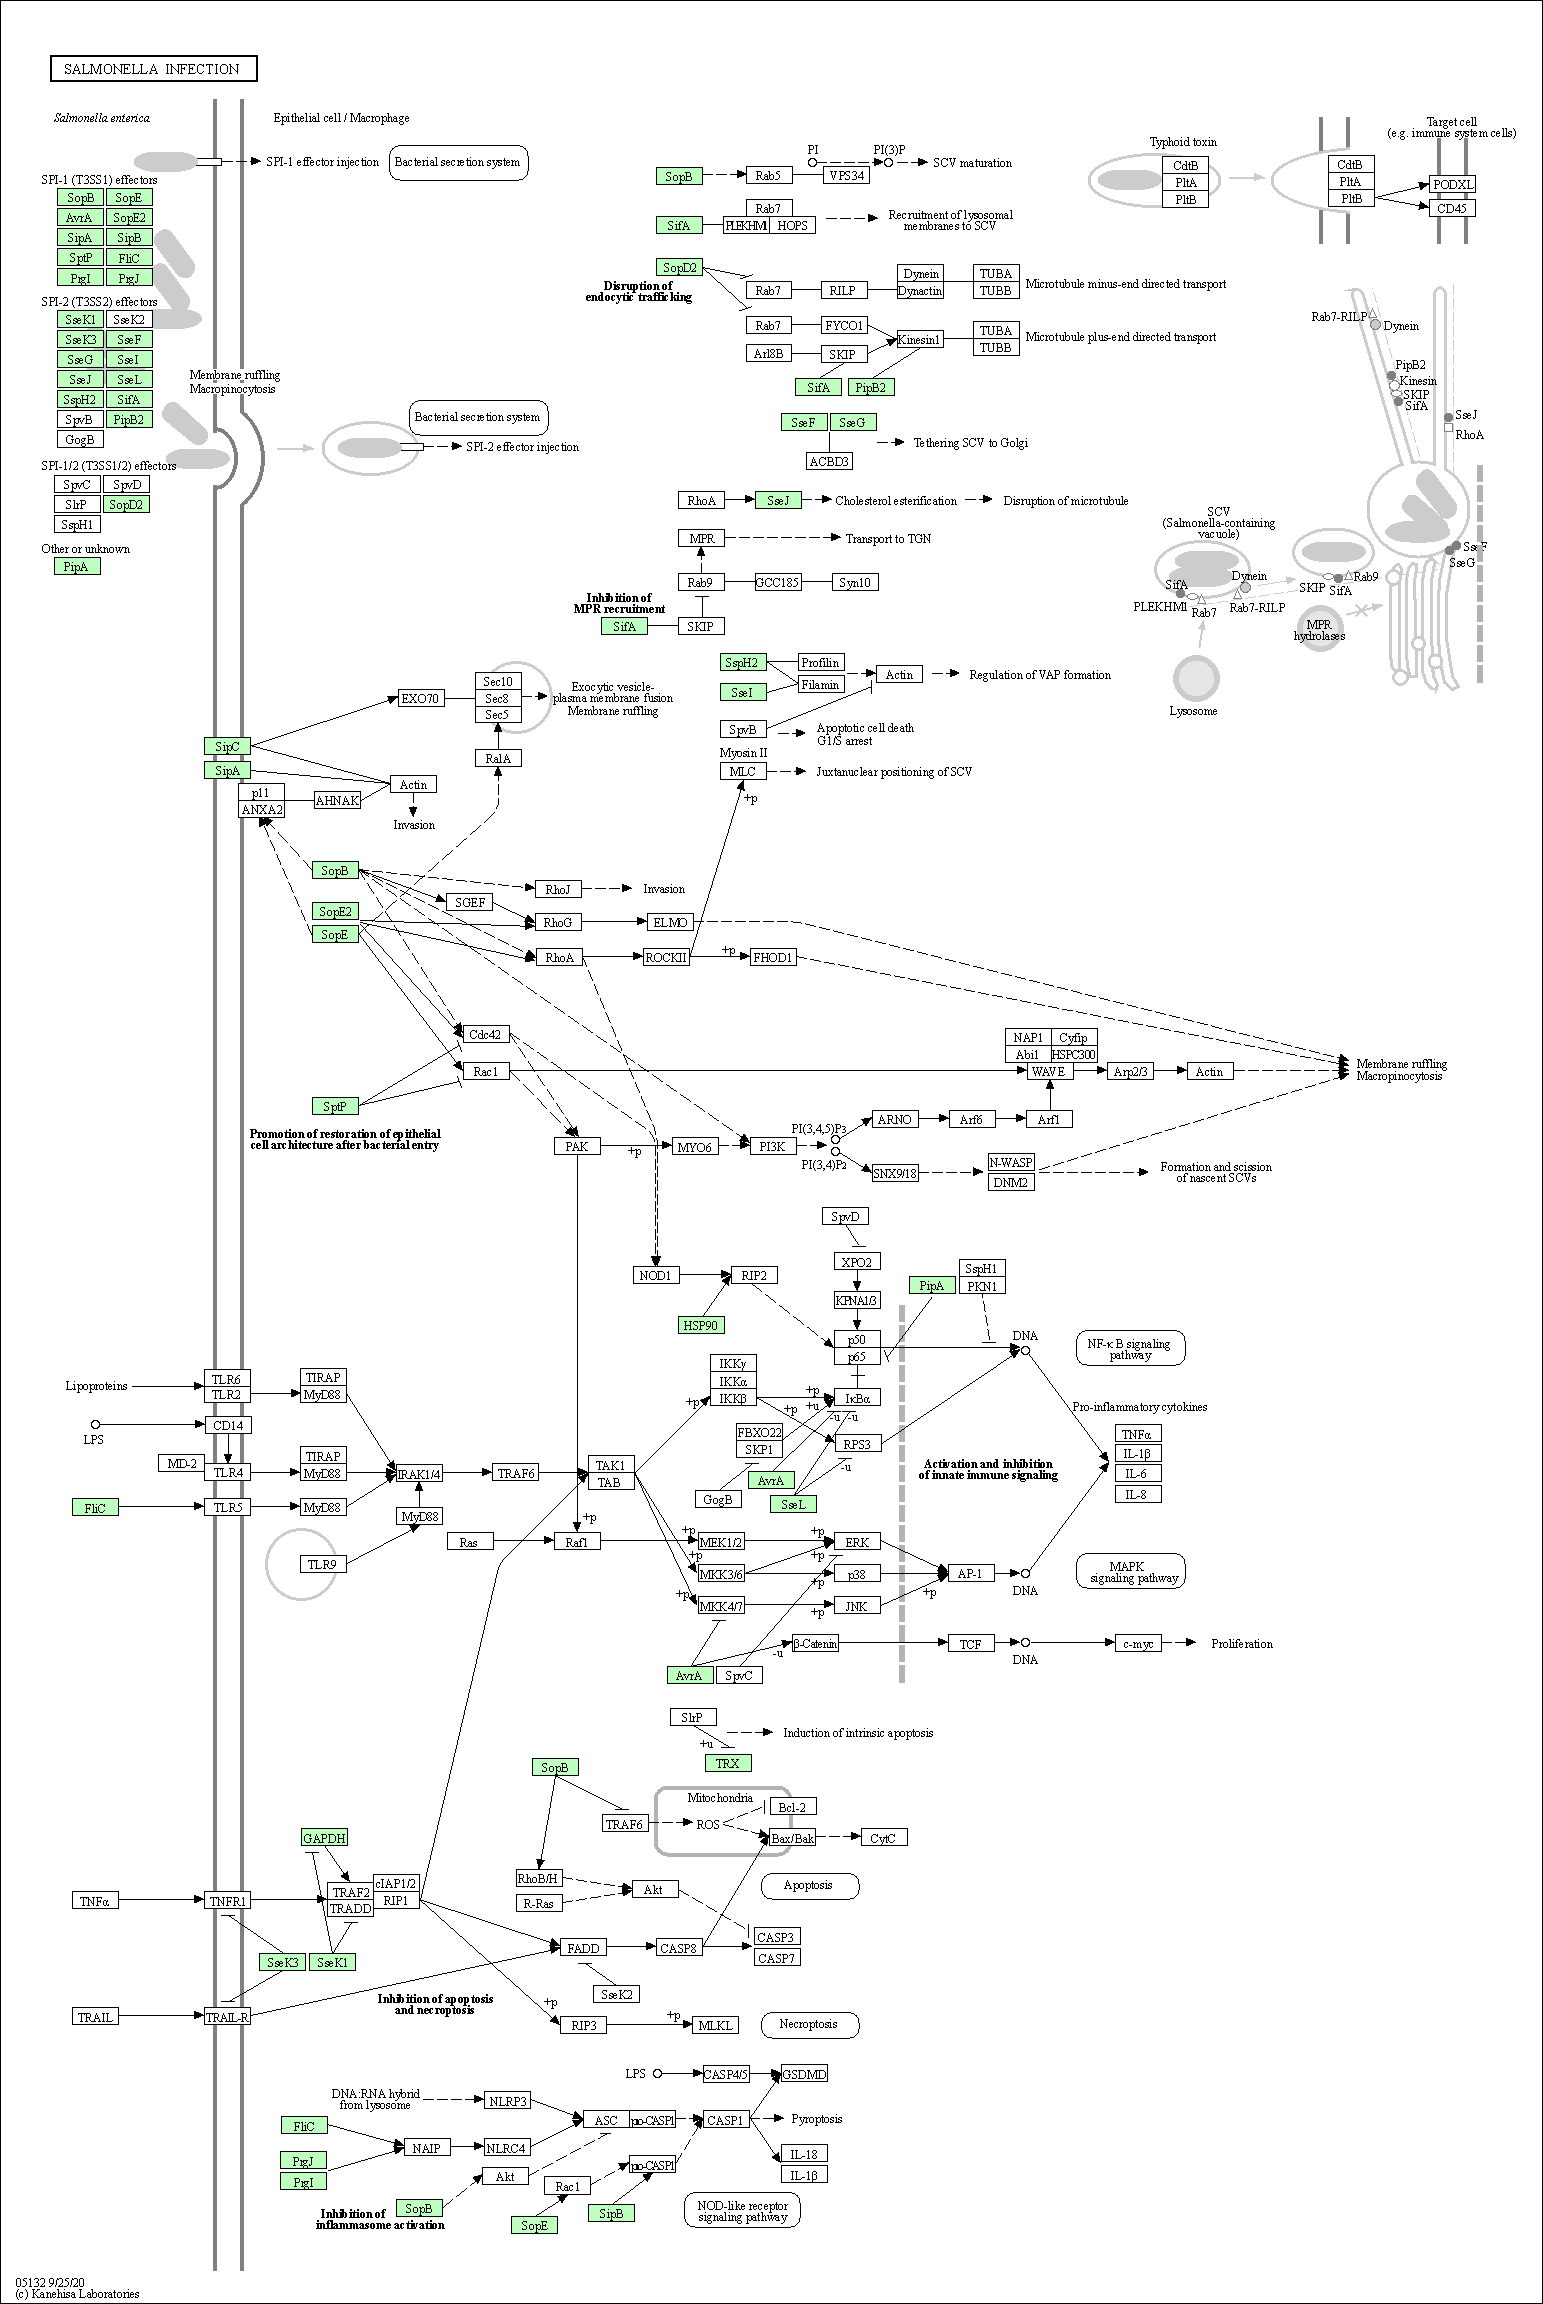 SALMONELLA INFECTION
Salmonella enterica
Epithelial cell / Macrophage
SPI-1 effector injection
Bacterial secretion system
SPI-1 (T3SS1) effectors
SopB SopE
AvrA SopE2
SipA SipB
SptP FliC
PrgI PrgJ
SPI-2 (T3SS2) effectors
SseK1 SseK2
SseK3 SseF
SseG SseI
SseJ SseL
SspH2 SifA
SpvB PipB2
GogB
SPI-1/2 (T3SS1/2) effectors
SpvC SpvD
SlrP SopD2
SspH1
Other or unknown
PipA
Membrane ruffling
Macropinocytosis
Bacterial secretion system
SPI-2 effector injection
PI PI(3)P
SopB Rab5 VPS34 SCV maturation
Rab7
SifA PLEKHM1 HOPS
Recruitment of lysosomal
membranes to SCV
SopD2
Disruption of
endocytic trafficking
Rab7 RILP Dynein
Dynactin
TUBA
TUBB
Microtubule minus-end directed transport
Rab7 FYCO1
Arl8B SKIP
Kinesin1
TUBA
TUBB
Microtubule plus-end directed transport
SifA PipB2
SseF SseG
ACBD3
Tethering SCV to Golgi
RhoA SseJ Cholesterol esterification Disruption of microtubule
MPR Transport to TGN
Rab9 GCC185 Syn10
Inhibition of
MPR recruitment
SifA SKIP
Typhoid toxin
CdtB
PltA
PltB
CdtB
PltA
PltB
Target cell
(e.g. immune system cells)
PODXL
CD45
Rab7-RILP
Dynein
PipB2
Kinesin
SKIP
SifA
SseJ
RhoA
SCV
(Salmonella-containing
vacuole)
SifA
Dynein
PLEKHM1 Rab7 Rab7-RILP
SKIP SifA
Rab9
SseF
SseG
MPR
hydrolases
Lysosome
SspH2 Profilin
SseI Filamin
Actin
Regulation of VAP formation
SpvB
Apoptotic cell death
G1/S arrest
Myosin II
MLC Juxtanuclear positioning of SCV
+p
EXO70
Sec10
Sec8
Sec5
Exocytic vesicle-
plasma membrane fusion
Membrane ruffling
SipC
SipA
RalA
p11
ANXA2
AHNAK
Actin
Invasion
SopB RhoJ Invasion
SGEF
SopE2 RhoG ELMO
SopE RhoA ROCKII +p FHOD1
Cdc42
Rac1
SptP
Promotion of restoration of epithelial
cell architecture after bacterial entry
NAP1 Cyfip
Abi1 HSPC300
WAVE Arp2/3 Actin
Membrane ruffling
Macropinocytosis
PAK +p MYO6 PI3K
PI(3,4,5)P3
PI(3,4)P2
ARNO Arf6 Arf1
SNX9/18
N-WASP
DNM2
Formation and scission
of nascent SCVs
SpvD
XPO2
KPNA1/3
NOD1 RIP2
HSP90
p50
p65
PipA
SspH1
PKN1
DNA
NF-κB signaling
pathway
Lipoproteins
TLR6
TLR2
TIRAP
MyD88
LPS
CD14
MD-2
TLR4
TIRAP
MyD88
IRAK1/4
TRAF6
TAK1
TAB
FliC TLR5 MyD88
MyD88
TLR9
IKKγ
IKKα
IKKβ
+p
+p
+u
+p
IκBα
-u -u
FBXO22
SKP1
RPS3
-u
AvrA
GogB
SseL
Activation and inhibition
of innate immune signaling
Pro-inflammatory cytokines
TNFα
IL-1β
IL-6
IL-8
Ras Raf1
+p
+p MEK1/2 +p ERK
+p MKK3/6 +p p38
+p MKK4/7 +p JNK
+p
AP-1
+p
DNA
MAPK
signaling pathway
AvrA SpvC
-u
β-Catenin TCF DNA c-myc Proliferation
SlrP
+u
TRX
Induction of intrinsic apoptosis
SopB
TRAF6
Mitochondria
ROS
Bcl-2
Bax/Bak
CytC
RhoB/H
R-Ras
Akt
Apoptosis
GAPDH
TNFα TNFR1
TRAF2
TRADD
cIAP1/2
RIP1
SseK3 SseK1
FADD CASP8
CASP3
CASP7
SseK2
TRAIL TRAIL-R
Inhibition of apoptosis
and necroptosis
+p
RIP3 +p MLKL
Necroptosis
LPS CASP4/5 GSDMD
DNA:RNA hybrid
from lysosome
NLRP3
FliC
PrgJ
PrgI
NAIP NLRC4
ASC pro-CASP1 CASP1 Pyroptosis
IL-18
IL-1β
Akt
pro-CASP1
Rac1
SopB
SopE
SipB
Inhibition of
inflammasome activation
NOD-like receptor
signaling pathway
05132 9/25/20
(c) Kanehisa Laboratories